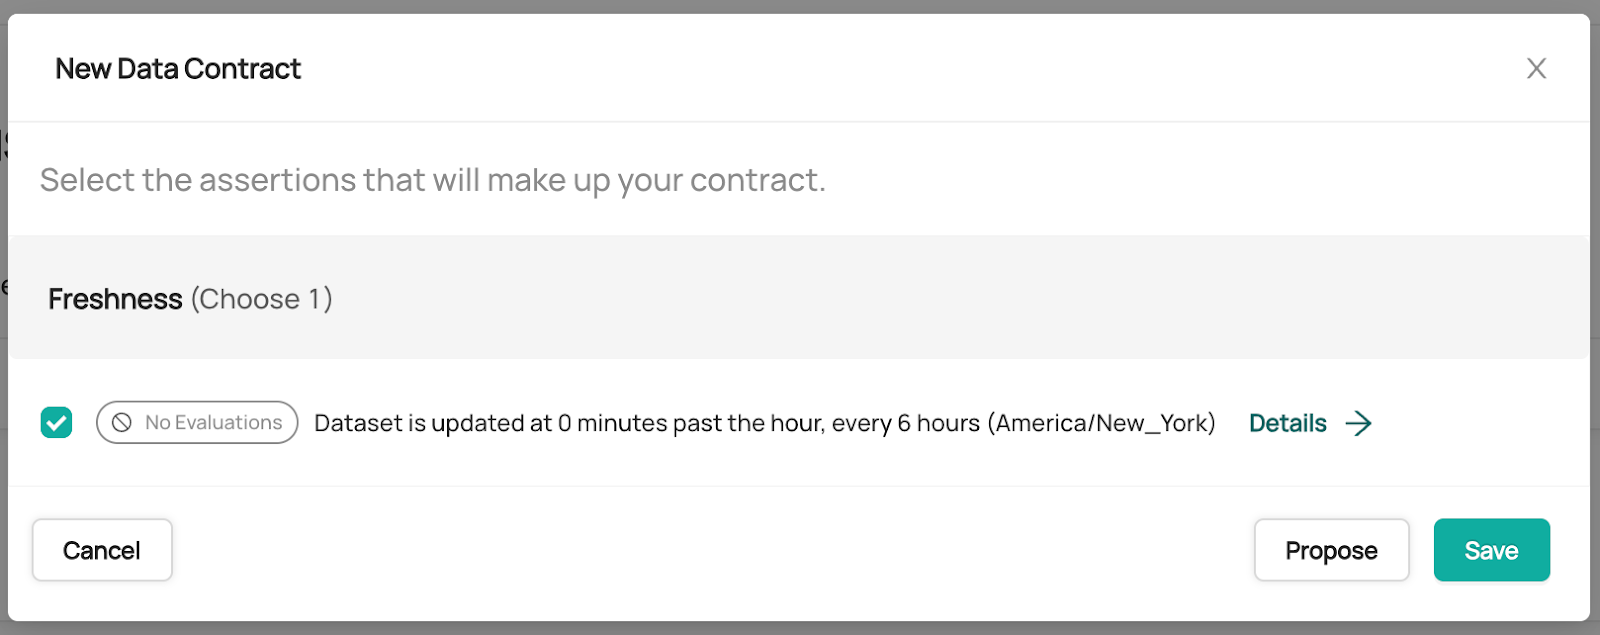 New Data Contract
Select the assertions that will make up your contract.
Freshness (Choose 1)
No Evaluations Dataset is updated at 0 minutes past the hour, every 6 hours (America/New_York) Details
Cancel Propose Save